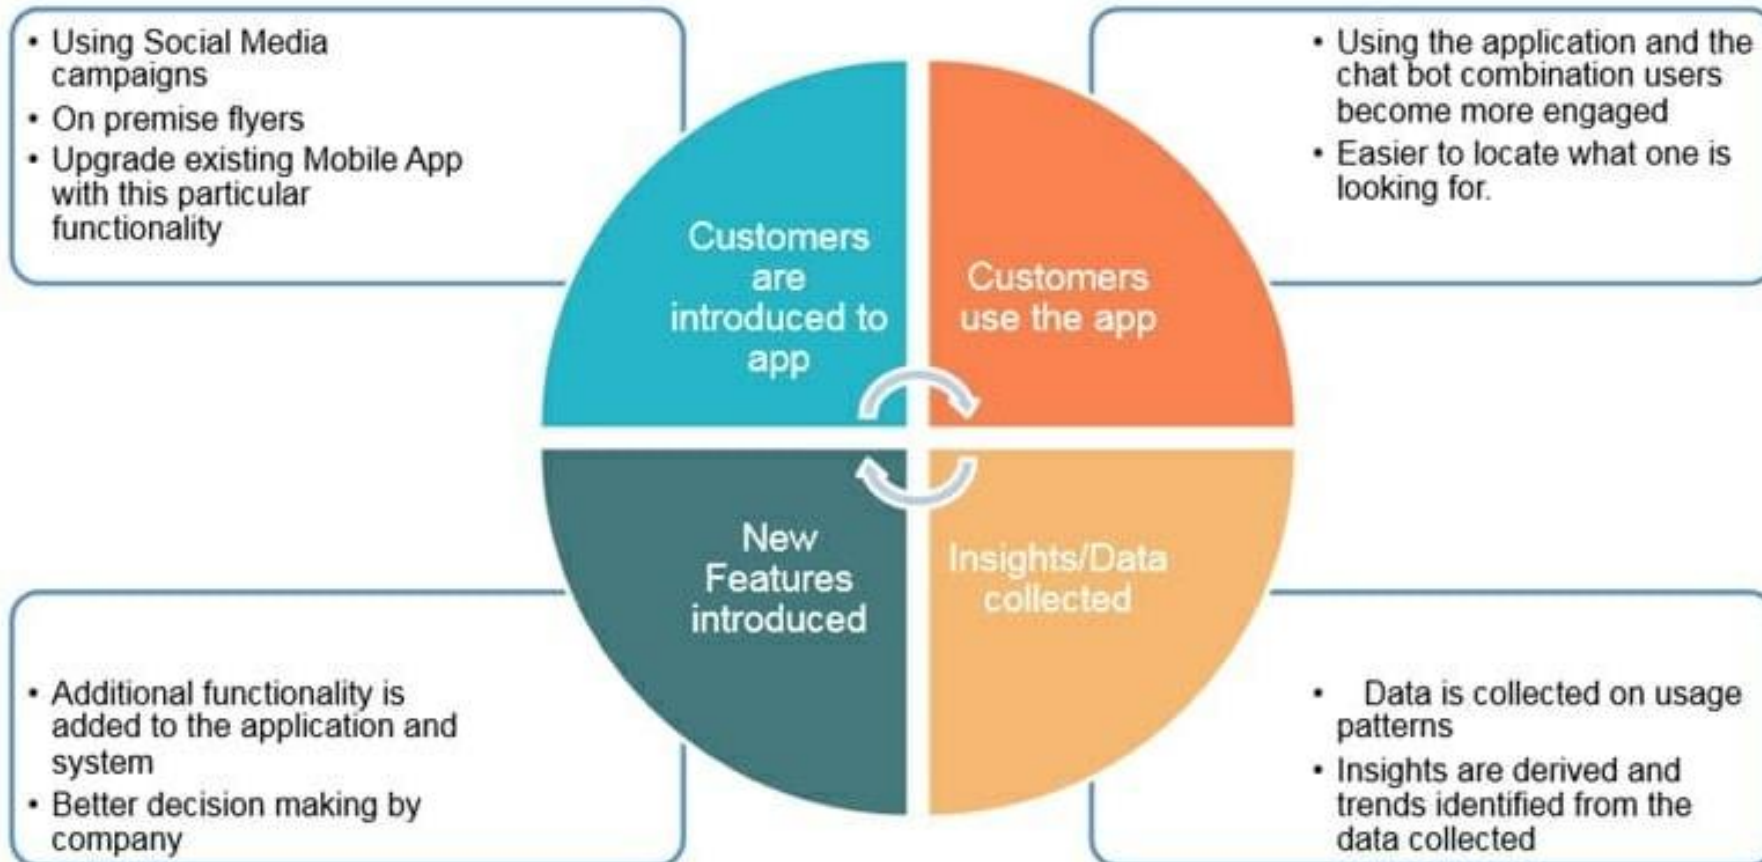 • Using Social Media
campaigns
• On premise flyers
• Upgrade existing Mobile App
with this particular
functionality
• Using the application and the
chat bot combination users
become more engaged
• Easier to locate what one is
looking for.
Customers
are
introduced to
app
Customers
use the app
New
Features
introduced
Insights/Data
collected
• Additional functionality is
added to the application and
system
• Better decision making by
company
• Data is collected on usage
patterns
• Insights are derived and
trends identified from the
data collected